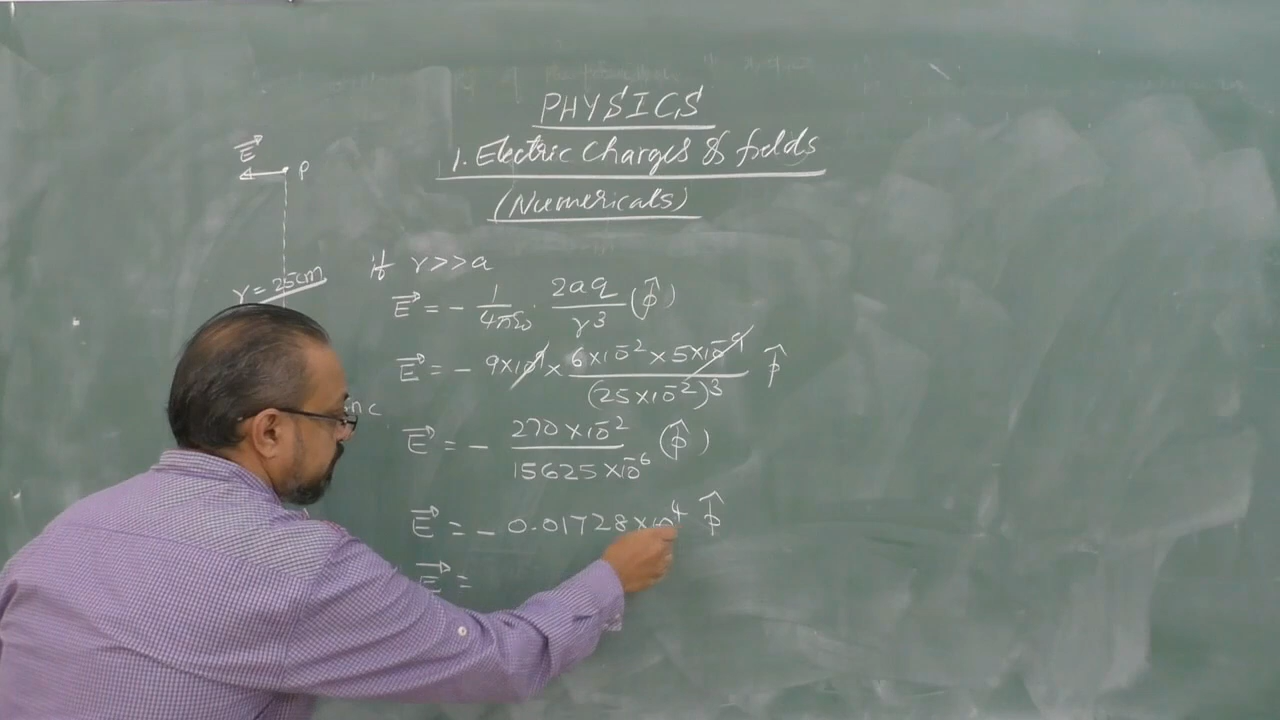 PHYSICS
1. Electric Charges & fields
(Numericals)
E⃗
P
r = 25cm
nc
if r>>a
E⃗ = - 1/4πε₀ . 2aq/r³ (p̂)
E⃗ = - 9×10⁹ × 6×10⁻² × 5×10⁻⁹/(25×10⁻²)³ p̂
E⃗ = - 270×10⁻²/15625×10⁻⁶ (p̂)
E⃗ = - 0.01728×10⁴ p̂
E⃗ =